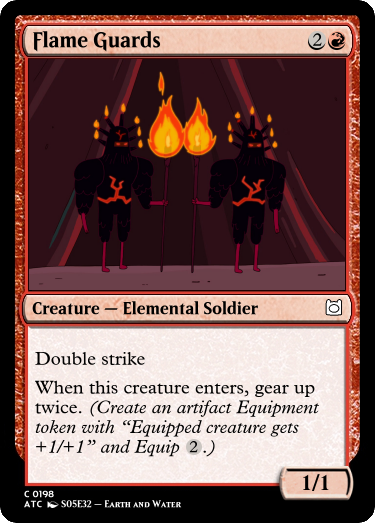 Flame Guards 2
Creature — Elemental Soldier
Double strike
When this creature enters, gear up
twice. (Create an artifact Equipment
token with “Equipped creature gets
+1/+1” and Equip 2.)
1/1
C 0198
ATC S05E32 – Earth and Water